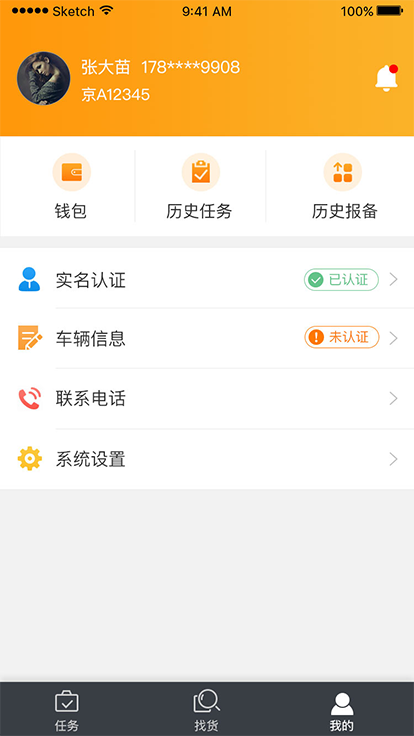 Sketch 9:41 AM 100%
张大苗 178****9908
京A12345
钱包 历史任务 历史报备
实名认证 已认证
车辆信息 未认证
联系电话
系统设置
任务 找货 我的